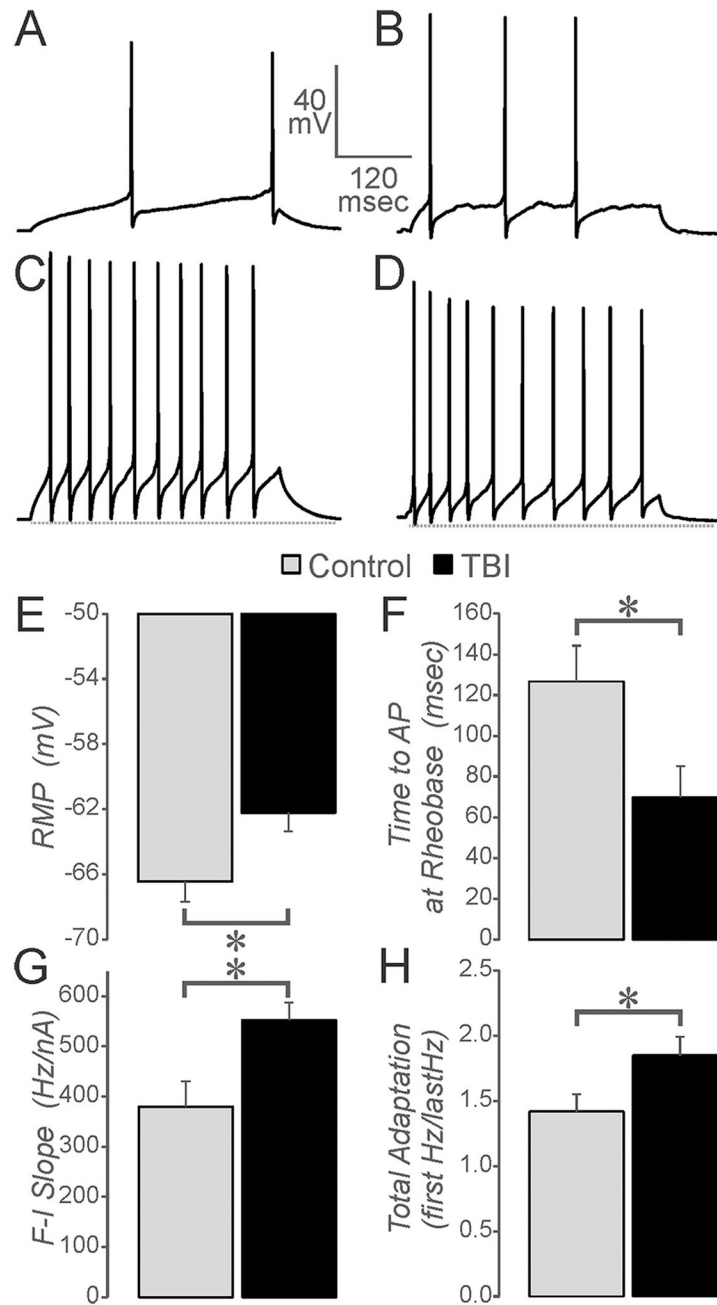 A
B
40
mV
120
msec
C
D
Control
TBI
E
-50
-54
-58
-62
-66
-70
RMP (mV)
*
F
160
140
120
100
80
60
40
20
0
Time to AP
at Rheobase (msec)
*
G
600
500
400
300
200
100
0
F-I Slope (Hz/nA)
*
H
2.5
2.0
1.5
1.0
0.5
0.0
Total Adaptation
(first Hz/lastHz)
*